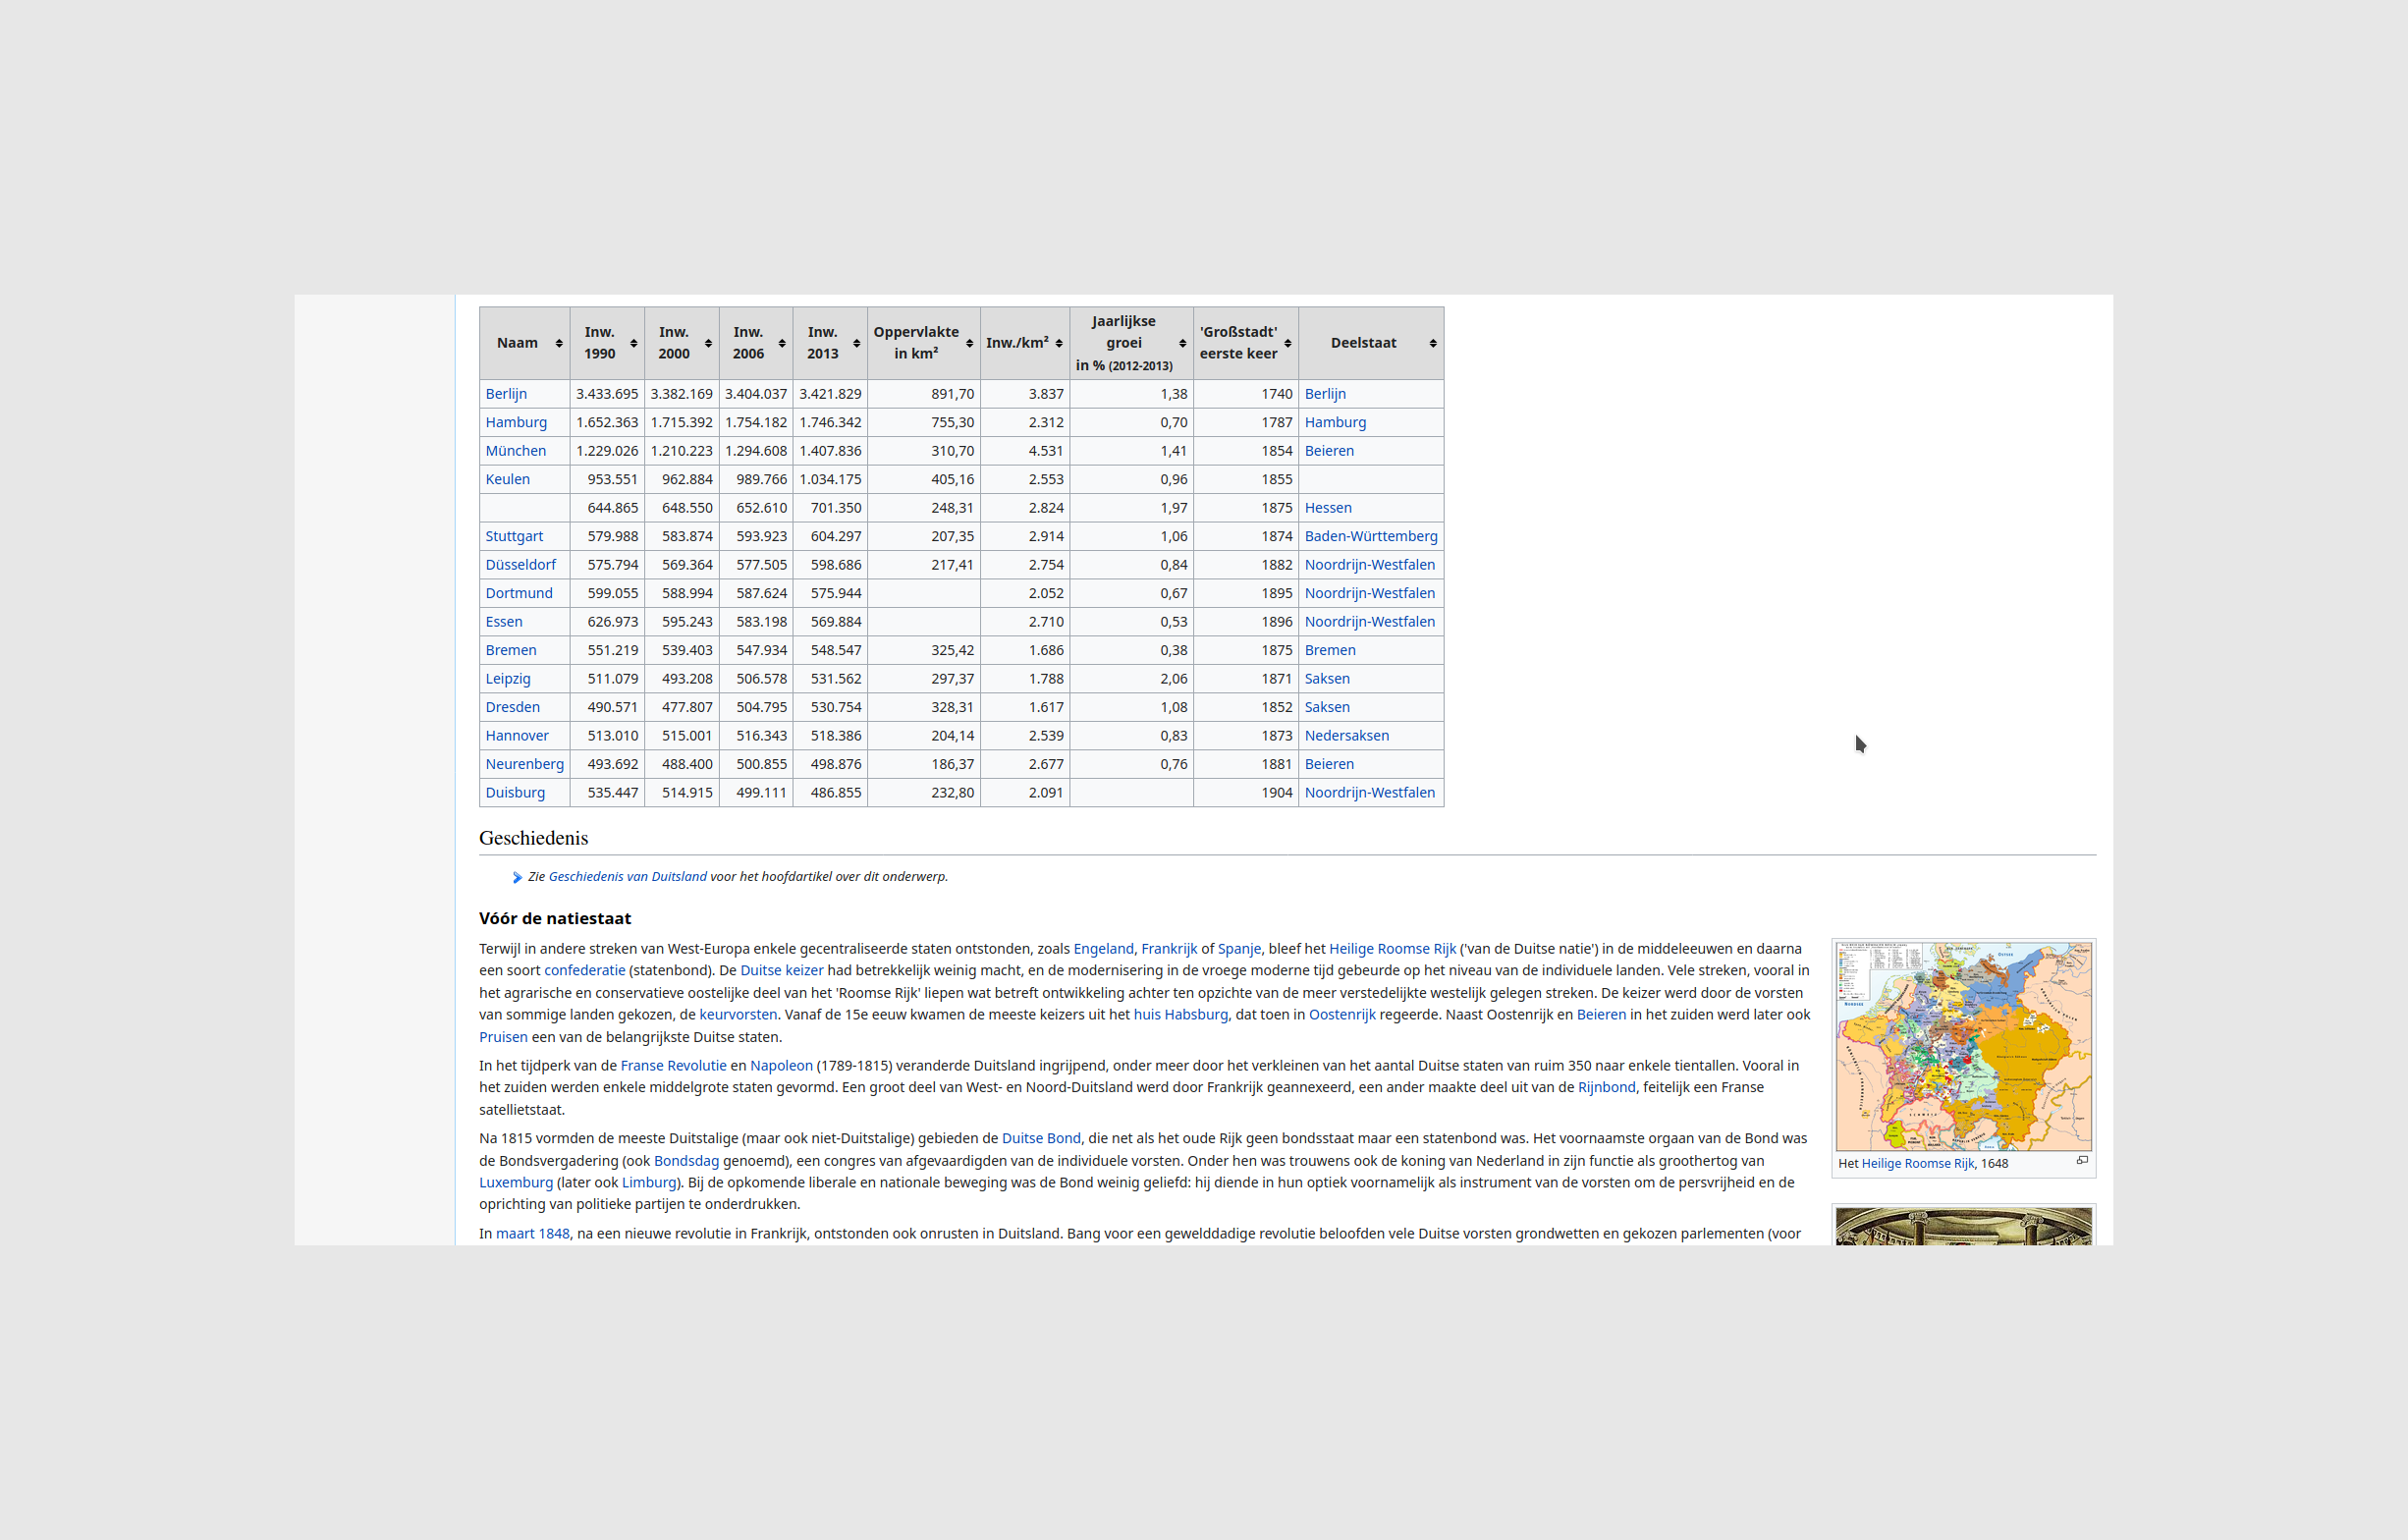 Naam Inw. 1990 Inw. 2000 Inw. 2006 Inw. 2013 Oppervlakte in km² Inw./km² Jaarlijkse groei in % (2012-2013) 'Großstadt' eerste keer Deelstaat
Berlijn 3.433.695 3.382.169 3.404.037 3.421.829 891,70 3.837 1,38 1740 Berlijn
Hamburg 1.652.363 1.715.392 1.754.182 1.746.342 755,30 2.312 0,70 1787 Hamburg
München 1.229.026 1.210.223 1.294.608 1.407.836 310,70 4.531 1,41 1854 Beieren
Keulen 953.551 962.884 989.766 1.034.175 405,16 2.553 0,96 1855
644.865 648.550 652.610 701.350 248,31 2.824 1,97 1875 Hessen
Stuttgart 579.988 583.874 593.923 604.297 207,35 2.914 1,06 1874 Baden-Württemberg
Düsseldorf 575.794 569.364 577.505 598.686 217,41 2.754 0,84 1882 Noordrijn-Westfalen
Dortmund 599.055 588.994 587.624 575.944 2.052 0,67 1895 Noordrijn-Westfalen
Essen 626.973 595.243 583.198 569.884 2.710 0,53 1896 Noordrijn-Westfalen
Bremen 551.219 539.403 547.934 548.547 325,42 1.686 0,38 1875 Bremen
Leipzig 511.079 493.208 506.578 531.562 297,37 1.788 2,06 1871 Saksen
Dresden 490.571 477.807 504.795 530.754 328,31 1.617 1,08 1852 Saksen
Hannover 513.010 515.001 516.343 518.386 204,14 2.539 0,83 1873 Nedersaksen
Neurenberg 493.692 488.400 500.855 498.876 186,37 2.677 0,76 1881 Beieren
Duisburg 535.447 514.915 499.111 486.855 232,80 2.091 1904 Noordrijn-Westfalen
Geschiedenis
Zie Geschiedenis van Duitsland voor het hoofdartikel over dit onderwerp.
Vóór de natiestaat
Terwijl in andere streken van West-Europa enkele gecentraliseerde staten ontstonden, zoals Engeland, Frankrijk of Spanje, bleef het Heilige Roomse Rijk ('van de Duitse natie') in de middeleeuwen en daarna
een soort confederatie (statenbond). De Duitse keizer had betrekkelijk weinig macht, en de modernisering in de vroege moderne tijd gebeurde op het niveau van de individuele landen. Vele streken, vooral in
het agrarische en conservatieve oostelijke deel van het 'Roomse Rijk' liepen wat betreft ontwikkeling achter ten opzichte van de meer verstedelijkte westelijk gelegen streken. De keizer werd door de vorsten
van sommige landen gekozen, de keurvorsten. Vanaf de 15e eeuw kwamen de meeste keizers uit het huis Habsburg, dat toen in Oostenrijk regeerde. Naast Oostenrijk en Beieren in het zuiden werd later ook
Pruisen een van de belangrijkste Duitse staten.
In het tijdperk van de Franse Revolutie en Napoleon (1789-1815) veranderde Duitsland ingrijpend, onder meer door het verkleinen van het aantal Duitse staten van ruim 350 naar enkele tientallen. Vooral in
het zuiden werden enkele middelgrote staten gevormd. Een groot deel van West- en Noord-Duitsland werd door Frankrijk geannexeerd, een ander maakte deel uit van de Rijnbond, feitelijk een Franse
satellietstaat.
Na 1815 vormden de meeste Duitstalige (maar ook niet-Duitstalige) gebieden de Duitse Bond, die net als het oude Rijk geen bondsstaat maar een statenbond was. Het voornaamste orgaan van de Bond was
de Bondsvergadering (ook Bondsdag genoemd), een congres van afgevaardigden van de individuele vorsten. Onder hen was trouwens ook de koning van Nederland in zijn functie als groothertog van
Luxemburg (later ook Limburg). Bij de opkomende liberale en nationale beweging was de Bond weinig geliefd: hij diende in hun optiek voornamelijk als instrument van de vorsten om de persvrijheid en de
oprichting van politieke partijen te onderdrukken.
In maart 1848, na een nieuwe revolutie in Frankrijk, ontstonden ook onrusten in Duitsland. Bang voor een gewelddadige revolutie beloofden vele Duitse vorsten grondwetten en gekozen parlementen (voor
Het Heilige Roomse Rijk, 1648